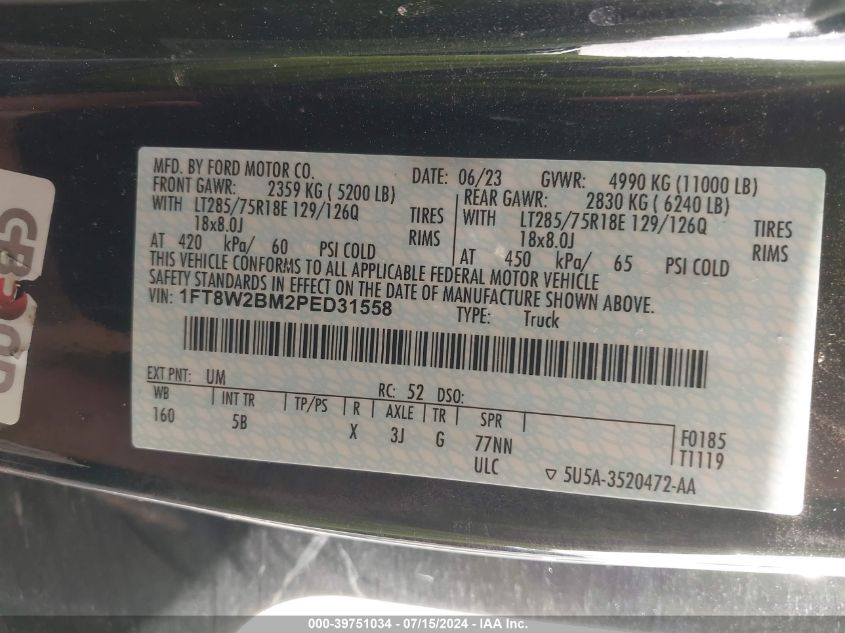 MFD. BY FORD MOTOR CO. DATE: 06/23 GVWR: 4990 KG (11000 LB)
FRONT GAWR: 2359 KG ( 5200 LB) REAR GAWR: 2830 KG ( 6240 LB)
WITH LT285/75R18E 129/126Q TIRES WITH LT285/75R18E 129/126Q TIRES
18x8.0J RIMS 18x8.0J RIMS
AT 420 kPa/ 60 PSI COLD AT 450 kPa/ 65 PSI COLD
THIS VEHICLE CONFORMS TO ALL APPLICABLE FEDERAL MOTOR VEHICLE
SAFETY STANDARDS IN EFFECT ON THE DATE OF MANUFACTURE SHOWN ABOVE.
VIN: 1FT8W2BM2PED31558 TYPE: Truck
EXT PNT: UM RC: 52 DSO:
WB INT TR TP/PS R AXLE TR SPR
160 5B X 3J G 77NN F0185
ULC T1119
5U5A-3520472-AA
000-39751034 / 07/15/2024 - IAA Inc.